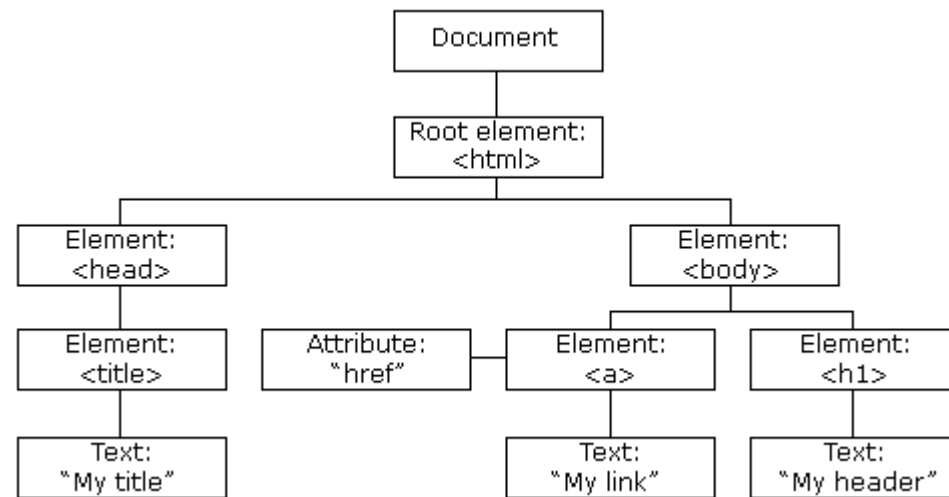 Document
Root element:
<html>
Element:
<head>
Element:
<body>
Element:
<title>
Attribute:
“href”
Element:
<a>
Element:
<h1>
Text:
“My title”
Text:
“My link”
Text:
“My header”